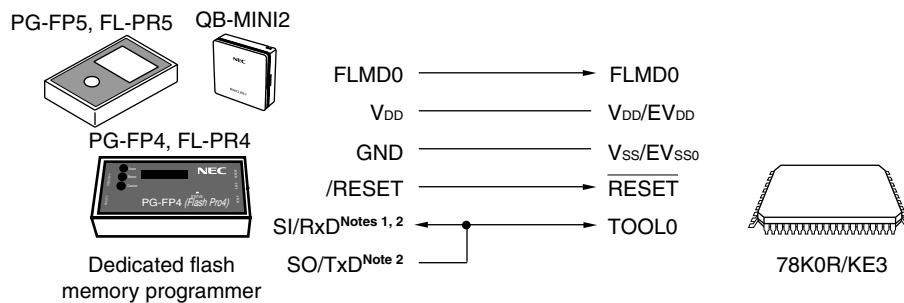 PG-FP5, FL-PR5
QB-MINI2
NEC
PG-FP4, FL-PR4
NEC
PG-FP4 (Flash Pro4)
Dedicated flash
memory programmer
FLMD0 FLMD0
VDD VDD/EVDD
GND VSS/EVSS0
/RESET RESET
SI/RxDNotes 1, 2 TOOL0
SO/TxDNote 2
78K0R/KE3